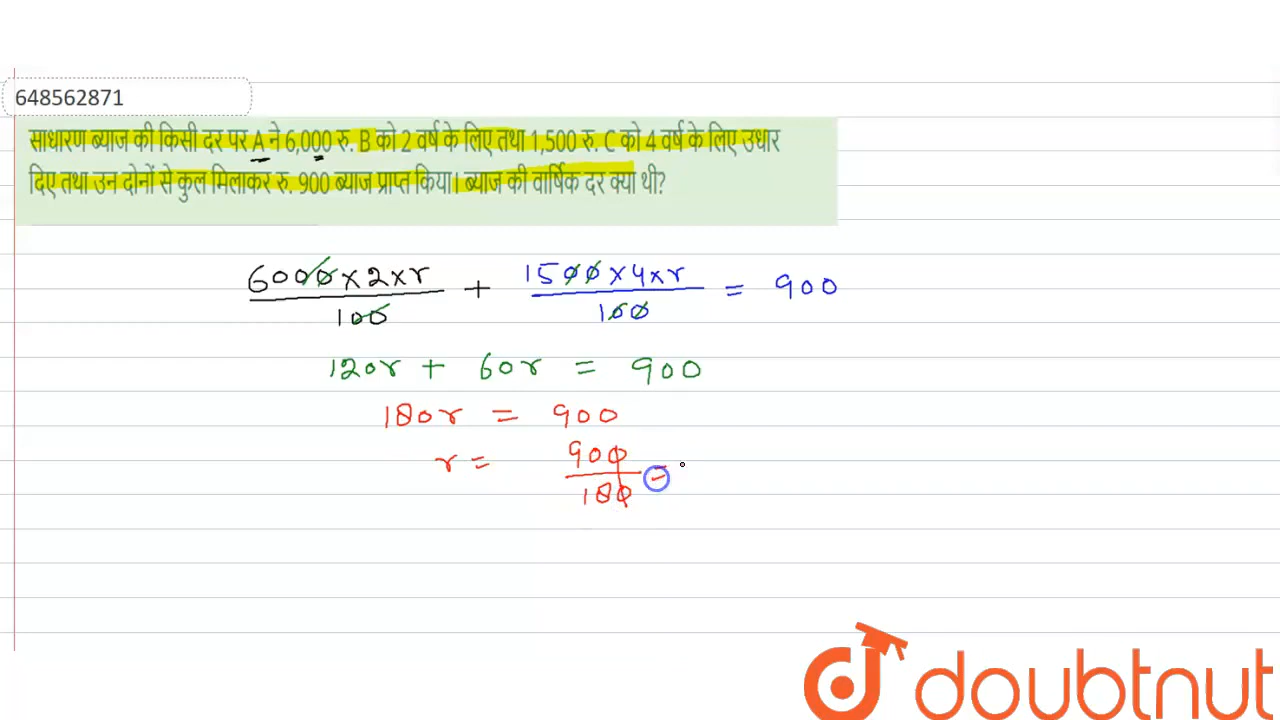 648562871
साधारण ब्याज की किसी दर पर A ने 6,000 रु. B को 2 वर्ष के लिए तथा 1,500 रु. C को 4 वर्ष के लिए उधार
दिए तथा उन दोनों से कुल मिलाकर रु. 900 ब्याज प्राप्त किया। ब्याज की वार्षिक दर क्या थी?
6000×2×r/100 + 1500×4×r/100 = 900
120r + 60r = 900
180r = 900
r = 900/180 =
doubtnut